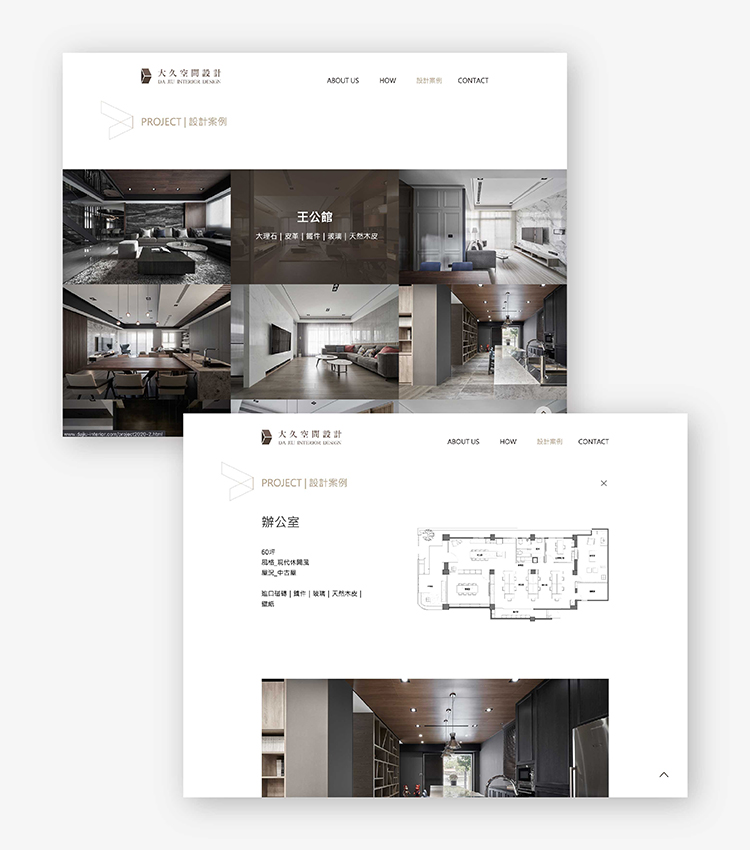 大久空間設計
DA JIU INTERIOR DESIGN
ABOUT US
HOW
設計案例
CONTACT
PROJECT | 設計案例
王公館
大理石 | 皮革 | 鐵件 | 玻璃 | 天然木皮
www.dajiu-interior.com/project2020-2.html
大久空間設計
DA JIU INTERIOR DESIGN
ABOUT US
HOW
設計案例
CONTACT
PROJECT | 設計案例
辦公室
60坪
風格_現代休閒風
屋況_中古屋
進口磁磚 | 鐵件 | 玻璃 | 天然木皮 |
壁紙